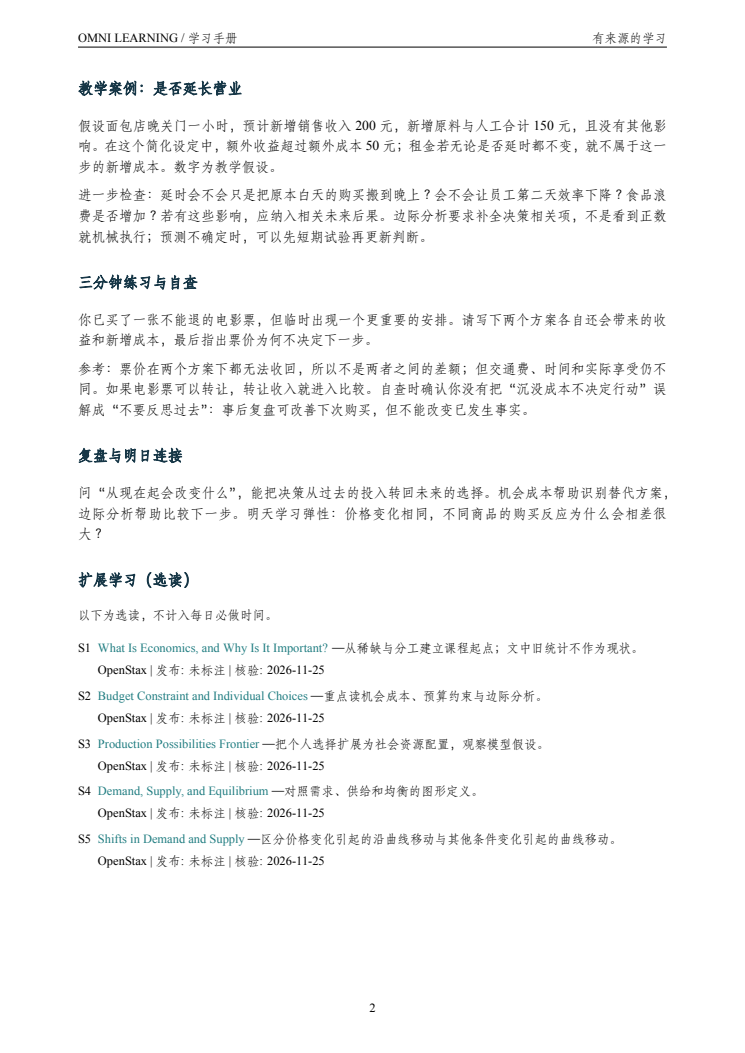 OMNI LEARNING / 学习手册
有来源的学习
教学案例：是否延长营业
假设面包店晚关门一小时，预计新增销售收入 200 元，新增原料与人工合计 150 元，且没有其他影
响。在这个简化设定中，额外收益超过额外成本 50 元；租金若无论是否延时都不变，就不属于这一
步的新增成本。数字为教学假设。
进一步检查：延时会不会只是把原本白天的购买搬到晚上？会不会让员工第二天效率下降？食品浪
费是否增加？若有这些影响，应纳入相关未来后果。边际分析要求补全决策相关项，不是看到正数
就机械执行；预测不确定时，可以先短期试验再更新判断。
三分钟练习与自查
你已买了一张不能退的电影票，但临时出现一个更重要的安排。请写下两个方案各自还会带来的收
益和新增成本，最后指出票价为何不决定下一步。
参考：票价在两个方案下都无法收回，所以不是两者之间的差额；但交通费、时间和实际享受仍不
同。如果电影票可以转让，转让收入就进入比较。自查时确认你没有把“沉没成本不决定行动”误
解成“不要反思过去”：事后复盘可改善下次购买，但不能改变已发生事实。
复盘与明日连接
问“从现在起会改变什么”，能把决策从过去的投入转回未来的选择。机会成本帮助识别替代方案，
边际分析帮助比较下一步。明天学习弹性：价格变化相同，不同商品的购买反应为什么会相差很
大？
扩展学习（选读）
以下为选读，不计入每日必做时间。
S1 What Is Economics, and Why Is It Important? —从稀缺与分工建立课程起点；文中旧统计不作为现状。
OpenStax | 发布: 未标注 | 核验: 2026-11-25
S2 Budget Constraint and Individual Choices —重点读机会成本、预算约束与边际分析。
OpenStax | 发布: 未标注 | 核验: 2026-11-25
S3 Production Possibilities Frontier —把个人选择扩展为社会资源配置，观察模型假设。
OpenStax | 发布: 未标注 | 核验: 2026-11-25
S4 Demand, Supply, and Equilibrium —对照需求、供给和均衡的图形定义。
OpenStax | 发布: 未标注 | 核验: 2026-11-25
S5 Shifts in Demand and Supply —区分价格变化引起的沿曲线移动与其他条件变化引起的曲线移动。
OpenStax | 发布: 未标注 | 核验: 2026-11-25
2